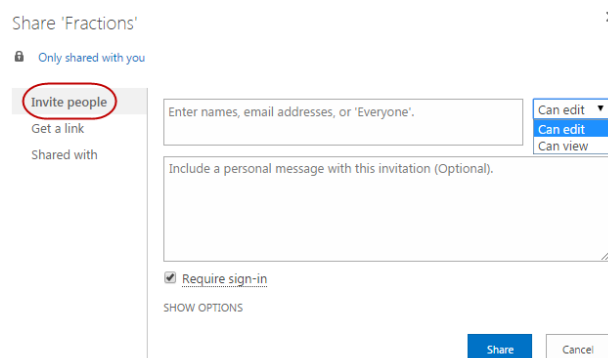 Share 'Fractions'
Only shared with you
Invite people
Get a link
Shared with
Enter names, email addresses, or 'Everyone'.
Can edit
Can edit
Can view
Include a personal message with this invitation (Optional).
Require sign-in
SHOW OPTIONS
Share
Cancel